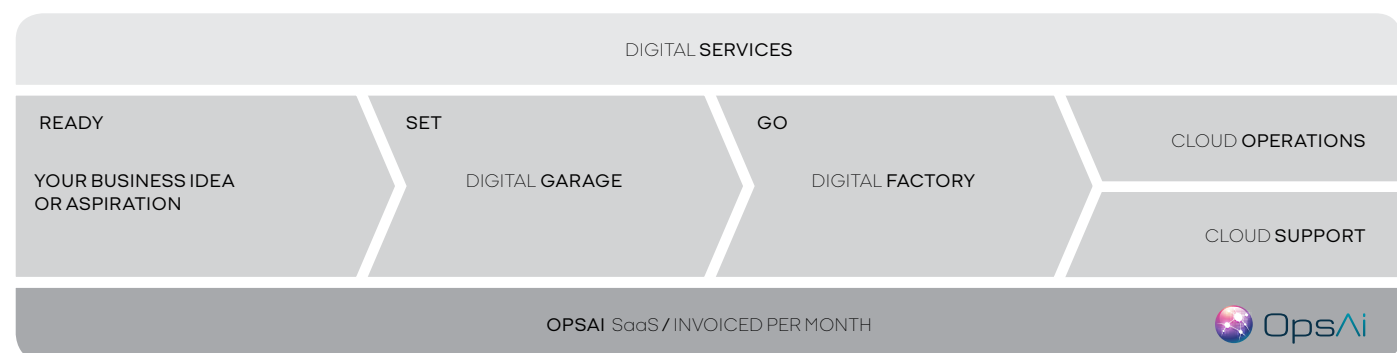 DIGITAL SERVICES
READY
YOUR BUSINESS IDEA
OR ASPIRATION
SET
DIGITAL GARAGE
GO
DIGITAL FACTORY
CLOUD OPERATIONS
CLOUD SUPPORT
OPSAI SaaS / INVOICED PER MONTH
OpsAi